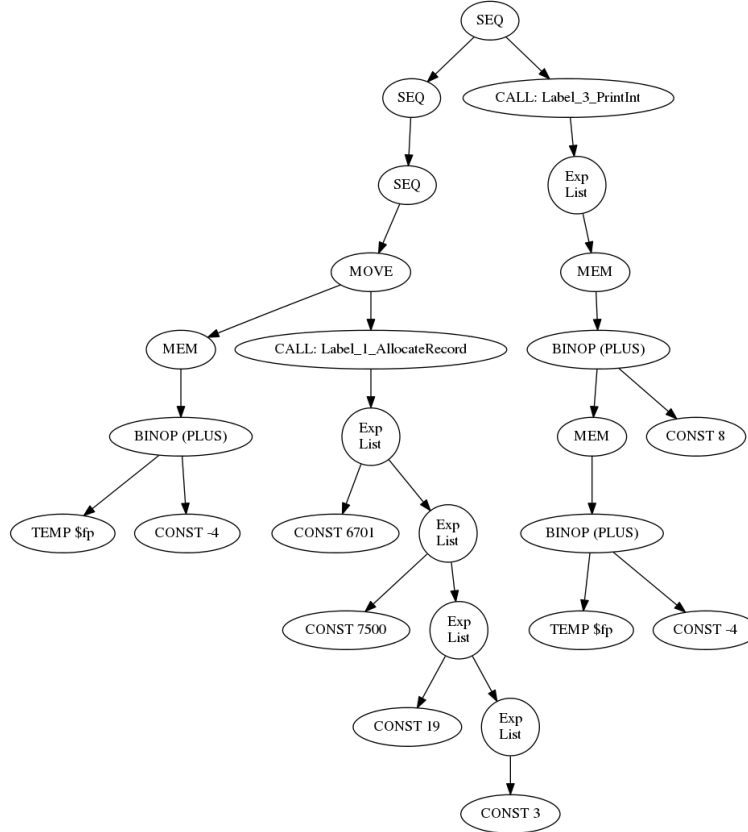 SEQ
SEQ
CALL: Label_3_PrintInt
SEQ
Exp
List
MOVE
MEM
MEM
CALL: Label_1_AllocateRecord
BINOP (PLUS)
BINOP (PLUS)
Exp
List
MEM
CONST 8
TEMP $fp
CONST -4
CONST 6701
Exp
List
BINOP (PLUS)
CONST 7500
Exp
List
TEMP $fp
CONST -4
CONST 19
Exp
List
CONST 3